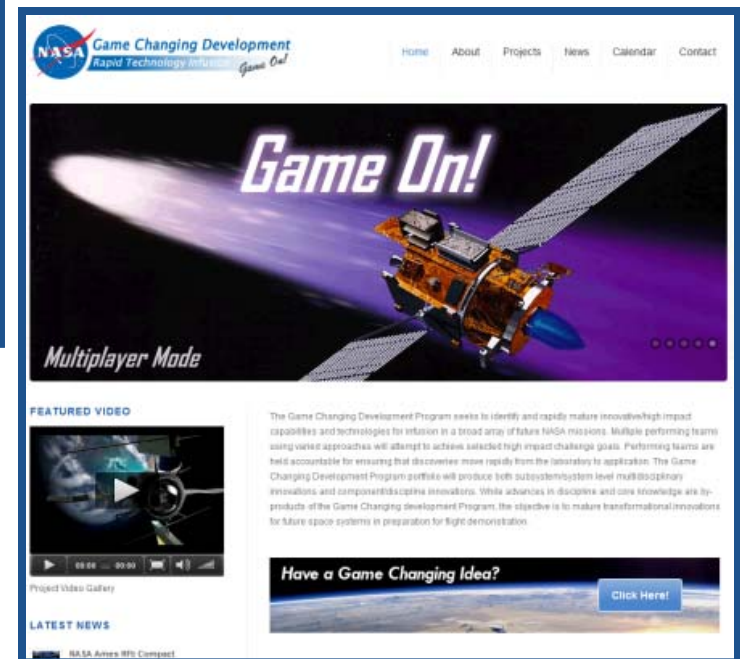 NASA
Game Changing Development
Rapid Technology Infusion
Game On!
Home About Projects News Calendar Contact
Game On!
Multiplayer Mode
FEATURED VIDEO
00:00 00:00
Project Video Gallery
LATEST NEWS
NASA Ames RFI: Compact
The Game Changing Development Program seeks to identify and rapidly mature innovative/high impact
capabilities and technologies for infusion in a broad array of future NASA missions. Multiple performing teams
using varied approaches will attempt to achieve selected high impact challenge goals. Performing teams are
held accountable for ensuring that discoveries move rapidly from the laboratory to application. The Game
Changing Development Program portfolio will produce both subsystem/system level multidisciplinary
innovations and component/discipline innovations. While advances in discipline and core knowledge are by-
products of the Game Changing development Program, the objective is to mature transformational innovations
for future space systems in preparation for flight demonstration.
Have a Game Changing Idea?
Click Here!